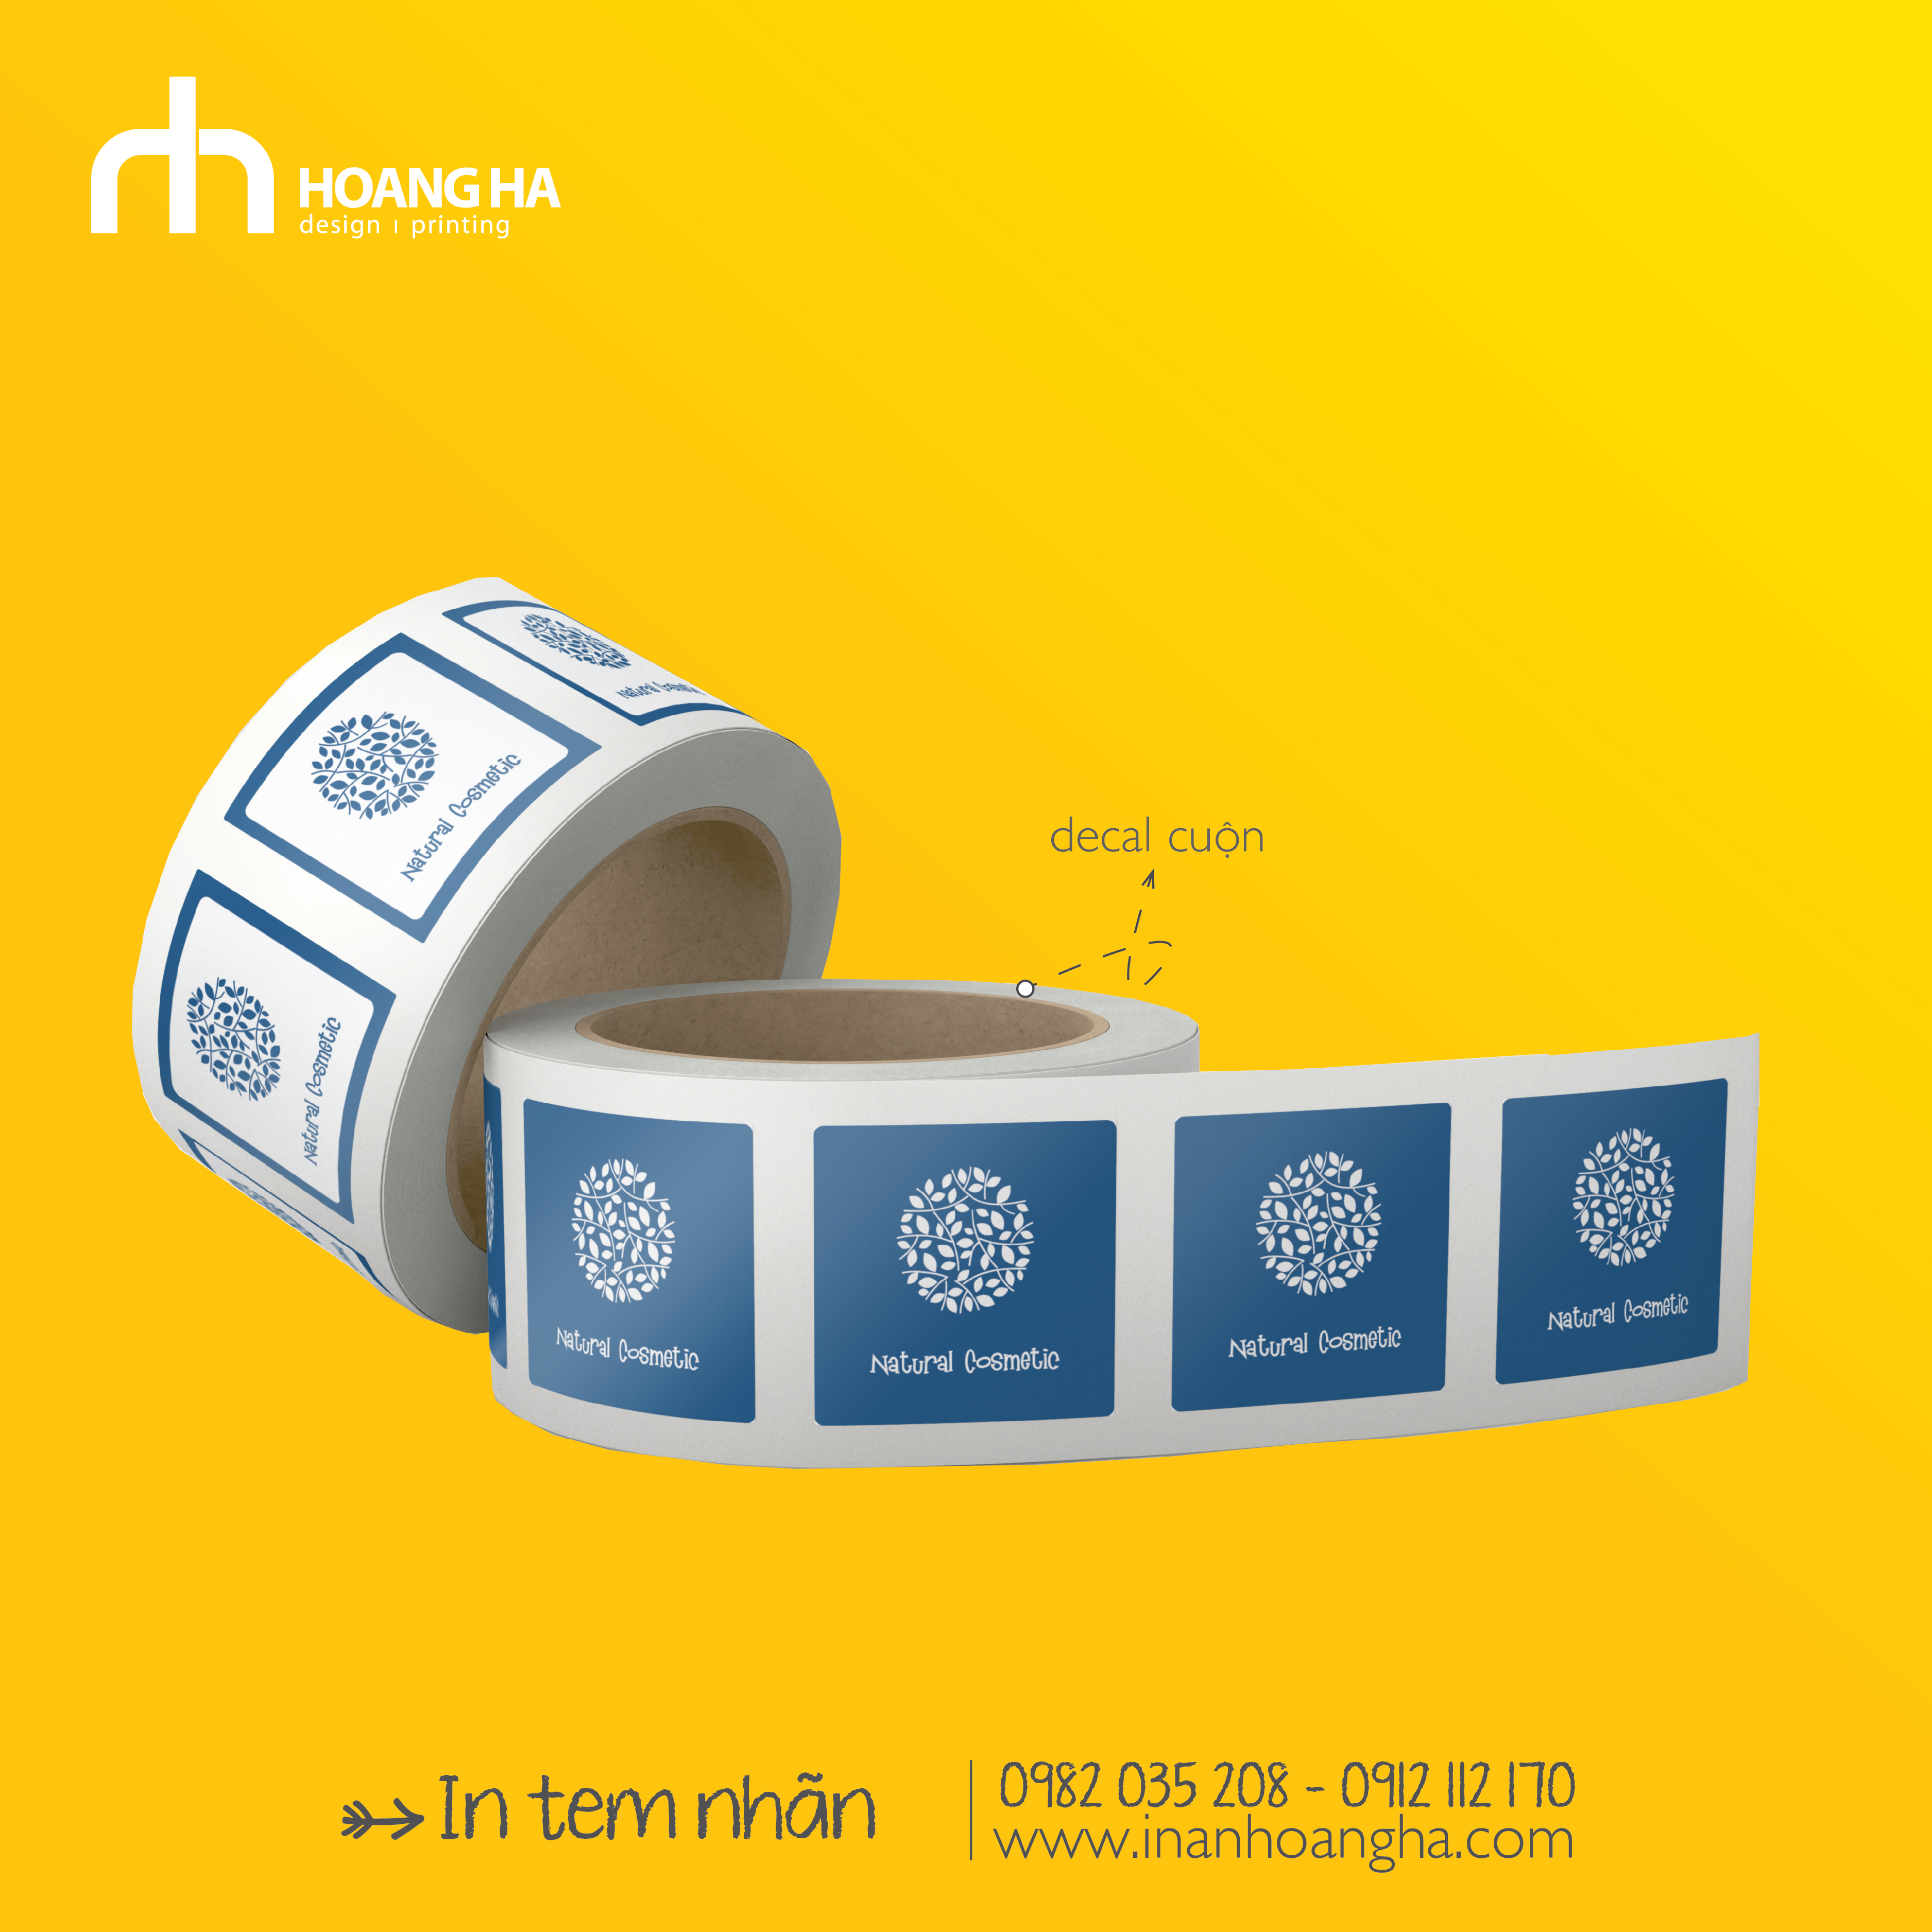 HOANG HA
design | printing
Natural Cosmetic
Natural Cosmetic
Natural Cosmetic
decal cuộn
Natural Cosmetic
Natural Cosmetic
Natural Cosmetic
Natural Cosmetic
In tem nhãn
0982 035 208 - 0912 112 170
www.inanhoangha.com